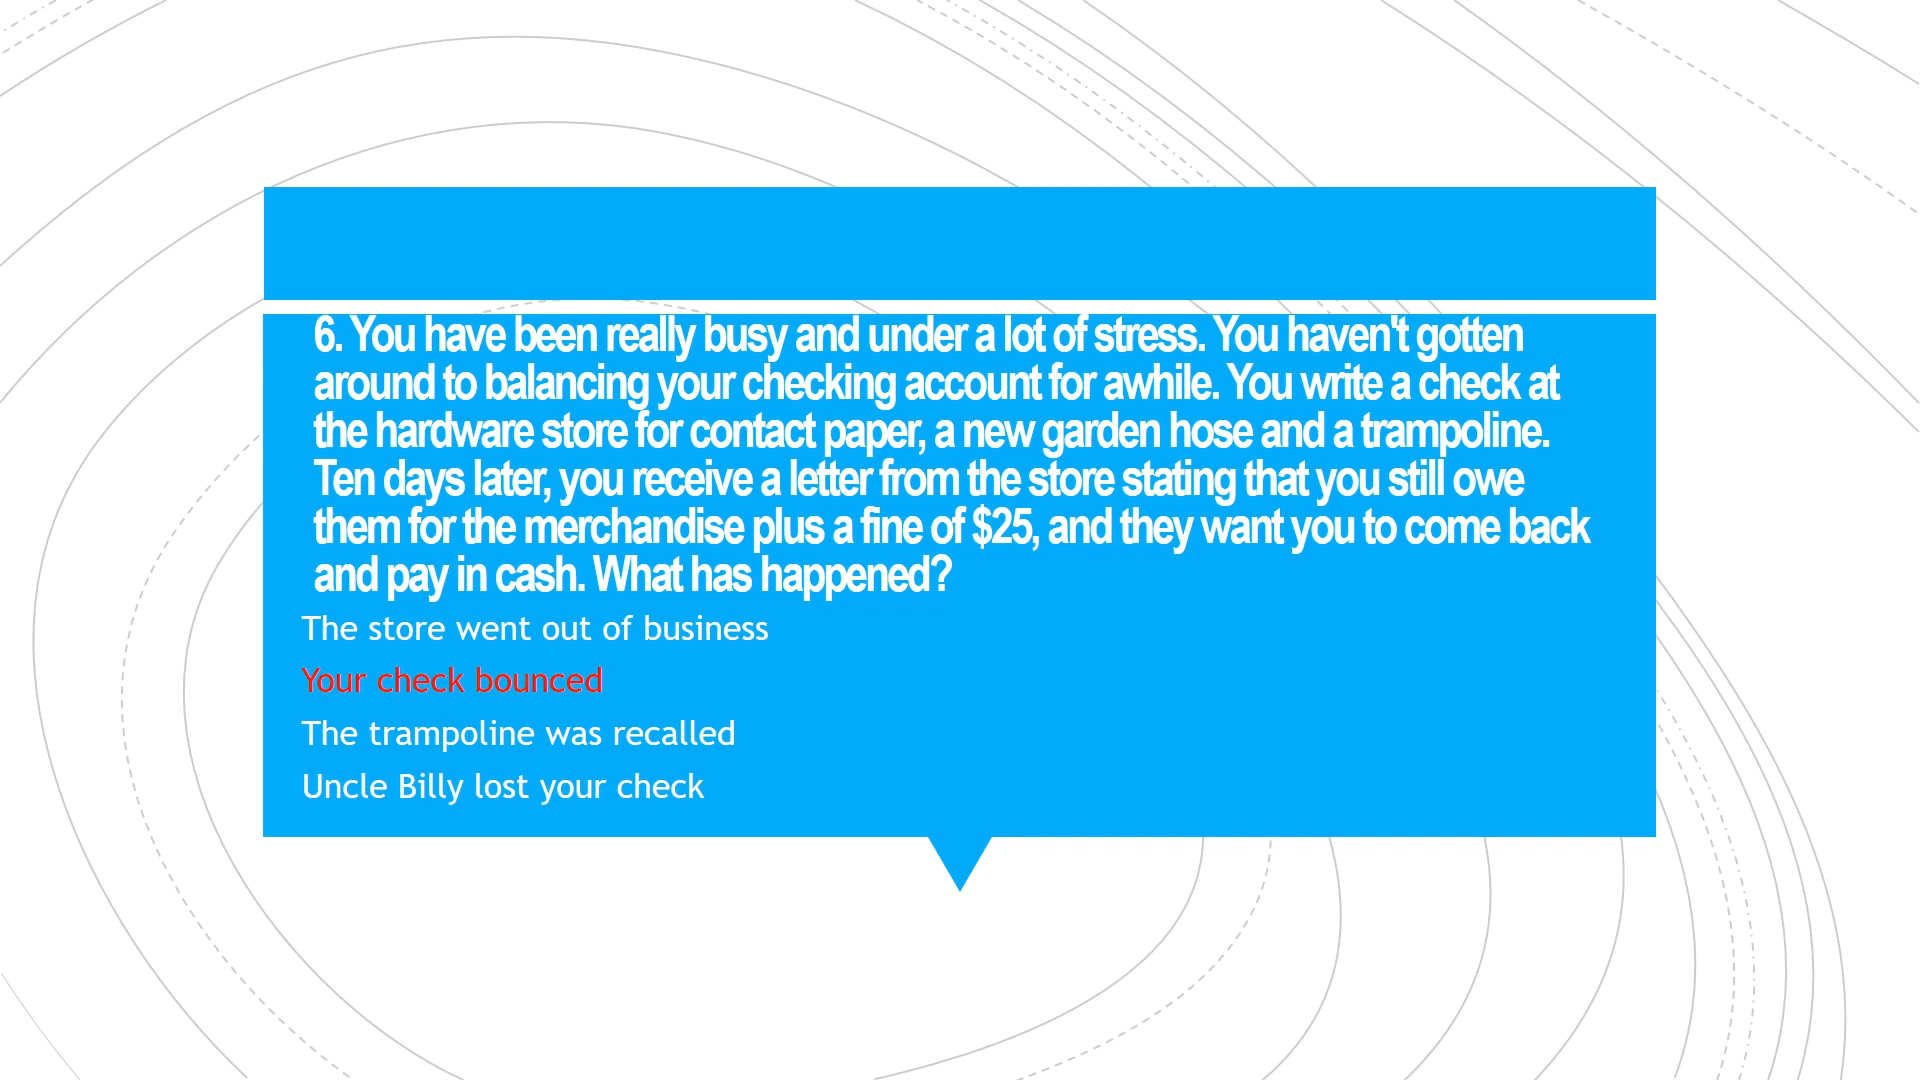 6. You have been really busy and under a lot of stress. You haven't gotten
around to balancing your checking account for awhile. You write a check at
the hardware store for contact paper, a new garden hose and a trampoline.
Ten days later, you receive a letter from the store stating that you still owe
them for the merchandise plus a fine of $25, and they want you to come back
and pay in cash. What has happened?
The store went out of business
Your check bounced
The trampoline was recalled
Uncle Billy lost your check